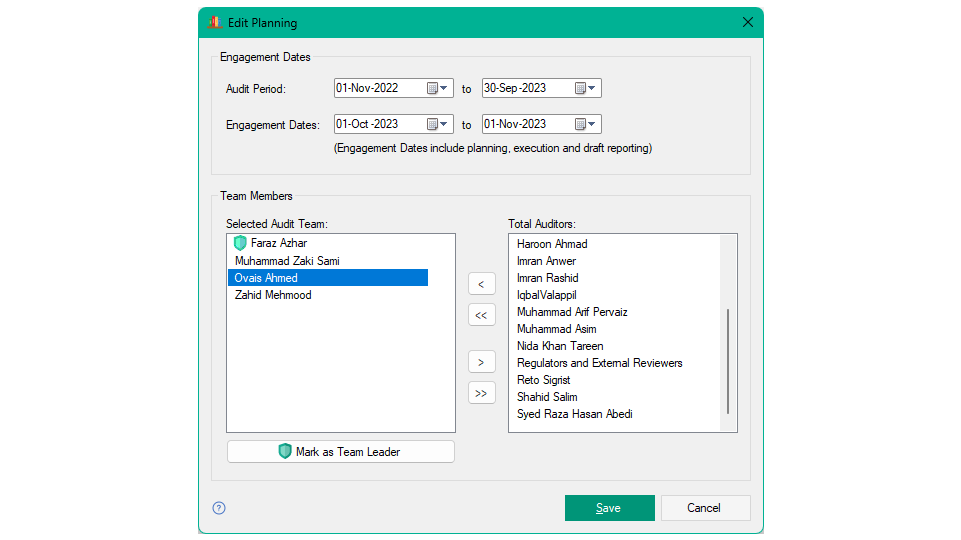 Edit Planning
Engagement Dates
Audit Period: 01-Nov-2022 to 30-Sep-2023
Engagement Dates: 01-Oct-2023 to 01-Nov-2023
(Engagement Dates include planning, execution and draft reporting)
Team Members
Selected Audit Team:
Faraz Azhar
Muhammad Zaki Sami
Ovais Ahmed
Zahid Mehmood
Mark as Team Leader
<
<<
>
>>
Total Auditors:
Haroon Ahmad
Imran Anwer
Imran Rashid
IqbalValappil
Muhammad Arif Pervaiz
Muhammad Asim
Nida Khan Tareen
Regulators and External Reviewers
Reto Sigrist
Shahid Salim
Syed Raza Hasan Abedi
?
Save
Cancel